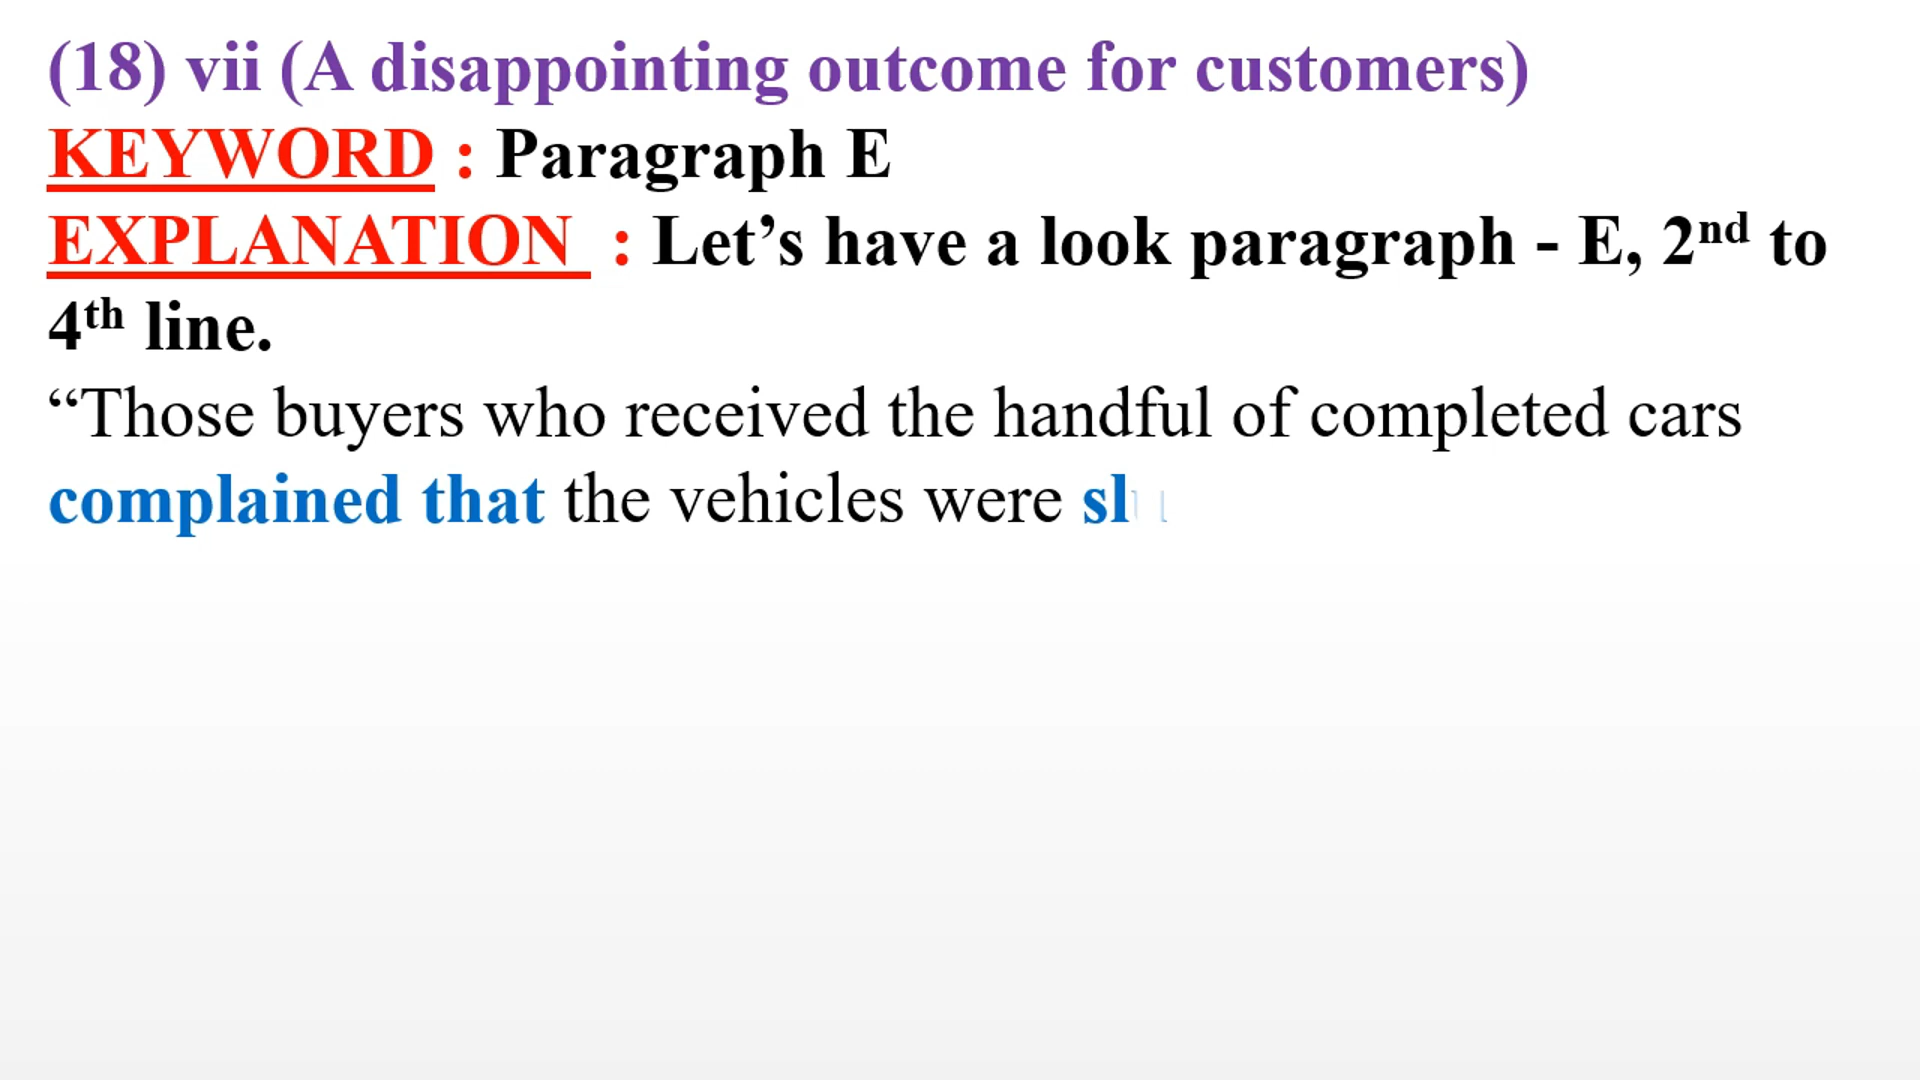 (18) vii (A disappointing outcome for customers)
KEYWORD : Paragraph E
EXPLANATION : Let’s have a look paragraph - E, 2nd to
4th line.
“Those buyers who received the handful of completed cars
complained that the vehicles were